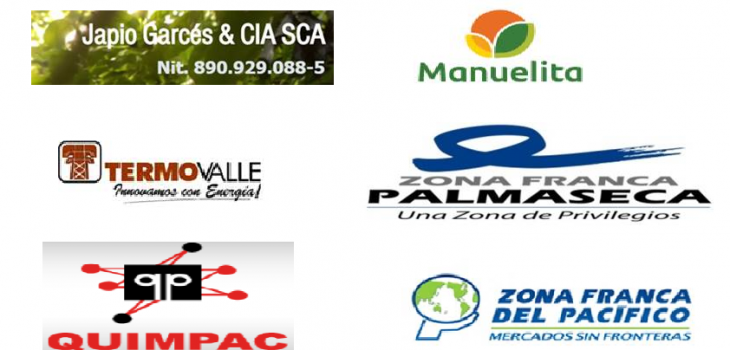 Japio Garcés & CIA SCA
Nit. 890.929.088-5
Manuelita
TERMOVALLE
Innovamos con Energía!
ZONA FRANCA
PALMASECA
Una Zona de Privilegios
qp
QUIMPAC
ZONA FRANCA
DEL PACÍFICO
MERCADOS SIN FRONTERAS